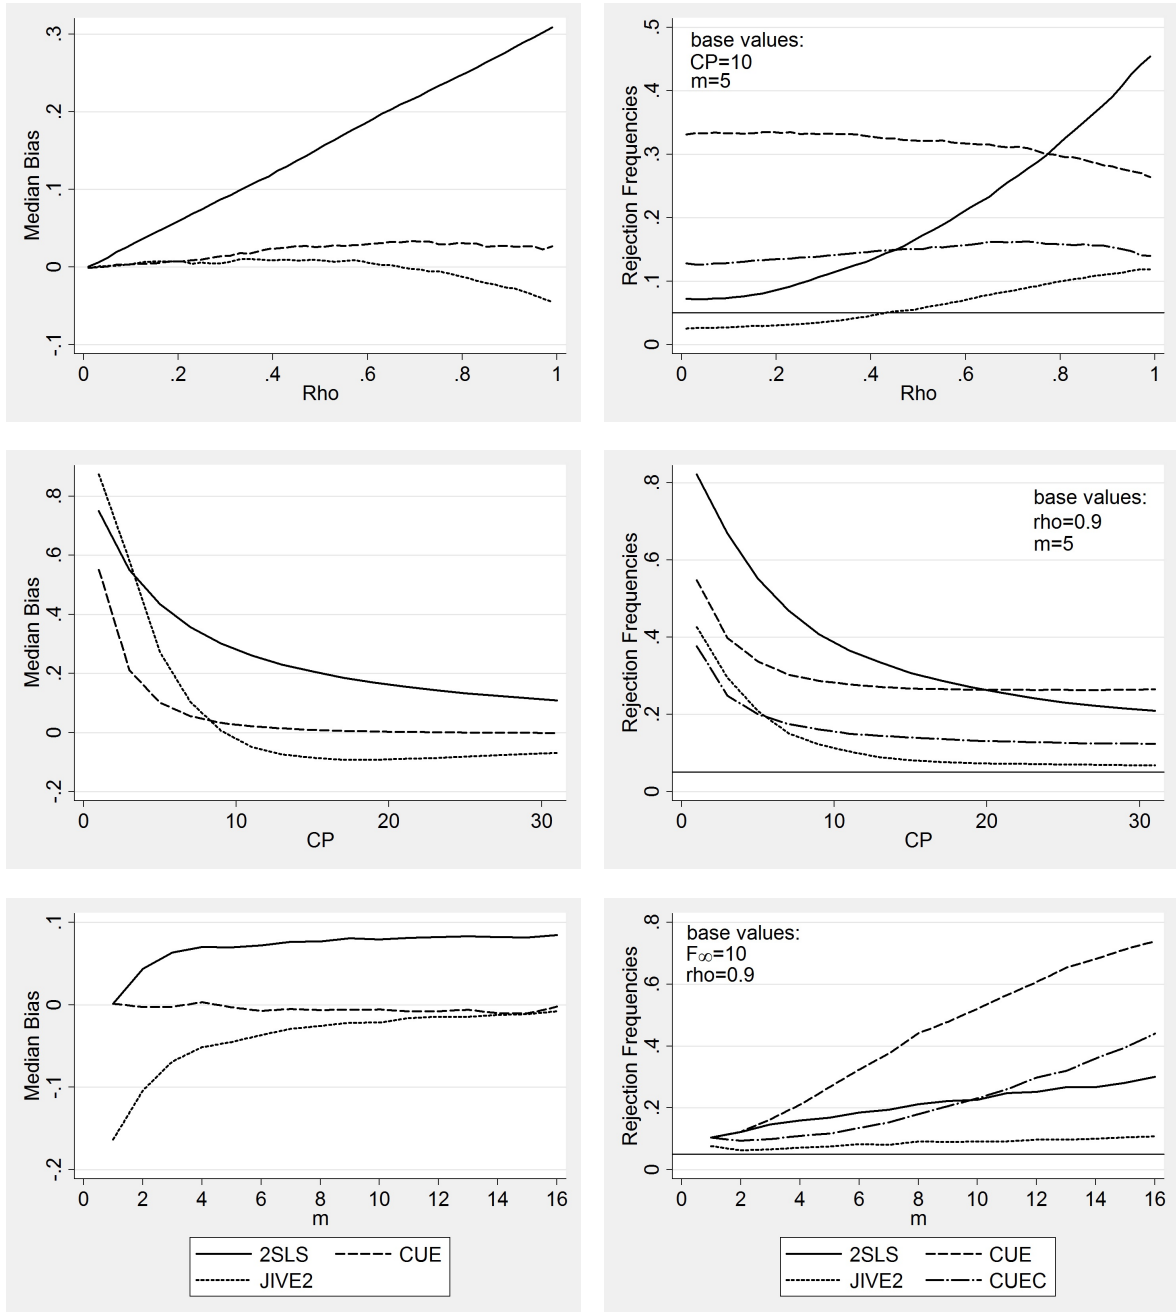 .3
.2
.1
0
-.1
Median Bias
0 .2 .4 .6 .8 1
Rho
.5
.4
.3
.2
.1
0
Rejection Frequencies
base values:
CP=10
m=5
0 .2 .4 .6 .8 1
Rho
.8
.6
.4
.2
0
-.2
Median Bias
0 10 20 30
CP
.8
.6
.4
.2
0
Rejection Frequencies
base values:
rho=0.9
m=5
0 10 20 30
CP
.1
0
-.1
-.2
Median Bias
0 2 4 6 8 10 12 14 16
m
2SLS CUE
JIVE2
.8
.6
.4
.2
0
Rejection Frequencies
base values:
F∞=10
rho=0.9
0 2 4 6 8 10 12 14 16
m
2SLS CUE
JIVE2 CUEC